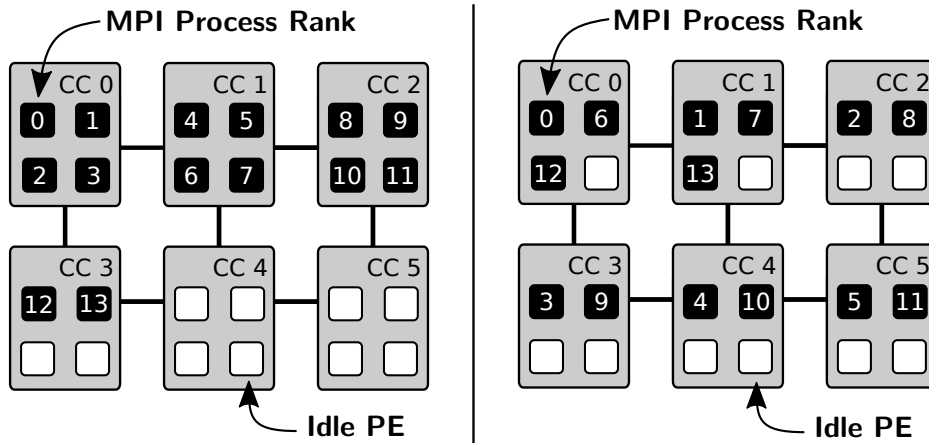 MPI Process Rank
CC 0
0 1
2 3
CC 1
4 5
6 7
CC 2
8 9
10 11
CC 3
12 13
CC 4
CC 5
Idle PE
MPI Process Rank
CC 0
0 6
12
CC 1
1 7
13
CC 2
2 8
CC 3
3 9
CC 4
4 10
CC 5
5 11
Idle PE